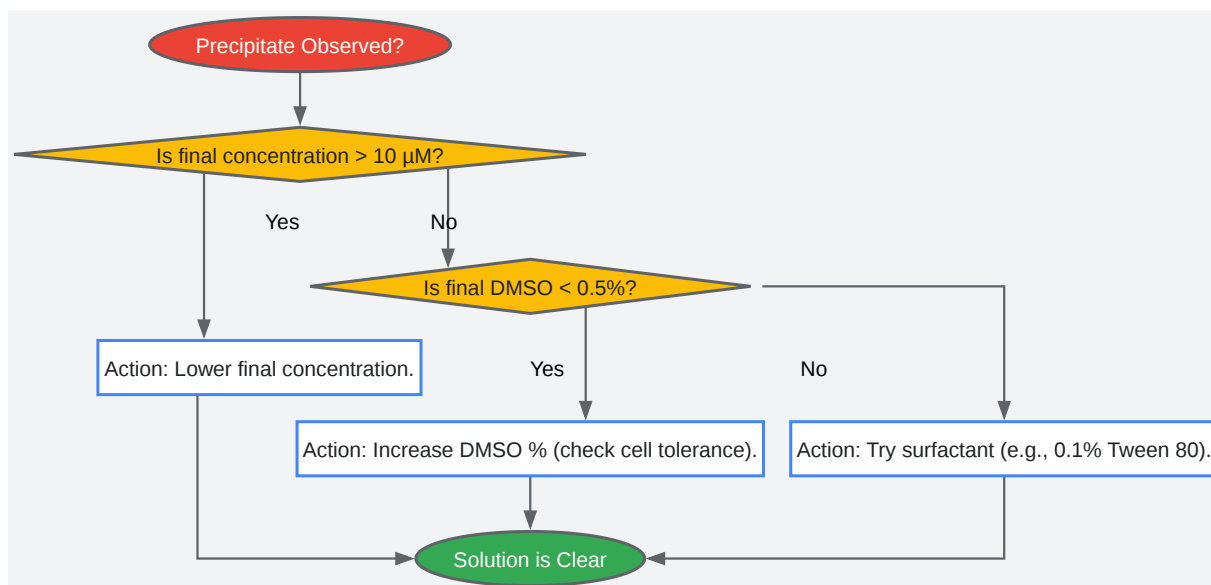 Precipitate Observed?
Is final concentration > 10 µM?
Yes
No
Is final DMSO < 0.5%?
Action: Lower final concentration.
Yes
No
Action: Increase DMSO % (check cell tolerance).
Action: Try surfactant (e.g., 0.1% Tween 80).
Solution is Clear